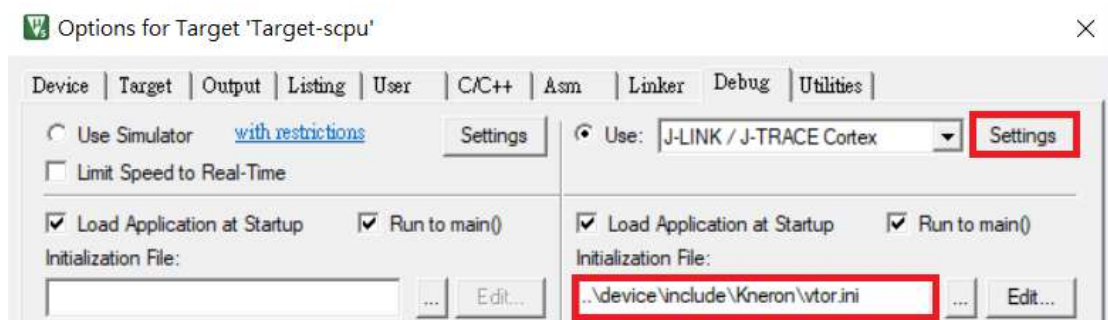 Options for Target 'Target-scpu'
Device Target Output Listing User C/C++ Asm Linker Debug Utilities
Use Simulator with restrictions Settings Use: J-LINK / J-TRACE Cortex Settings
Limit Speed to Real-Time
Load Application at Startup Run to main() Load Application at Startup Run to main()
Initialization File: Initialization File:
... Edit... ..\device\include\Kneron\vtor.ini ... Edit...